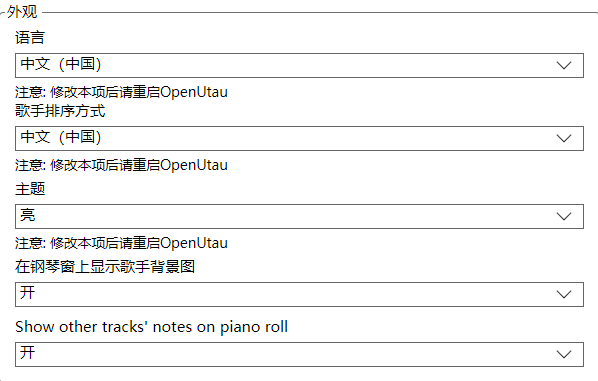 外观
语言
中文（中国）
注意: 修改本项后请重启OpenUtau
歌手排序方式
中文（中国）
注意: 修改本项后请重启OpenUtau
主题
亮
注意: 修改本项后请重启OpenUtau
在钢琴窗上显示歌手背景图
开
Show other tracks' notes on piano roll
开